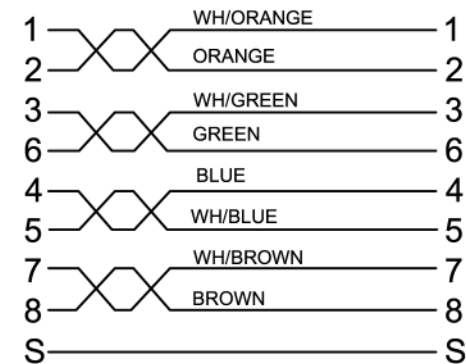 1 WH/ORANGE 1
2 ORANGE 2
3 WH/GREEN 3
6 GREEN 6
4 BLUE 4
5 WH/BLUE 5
7 WH/BROWN 7
8 BROWN 8
S S